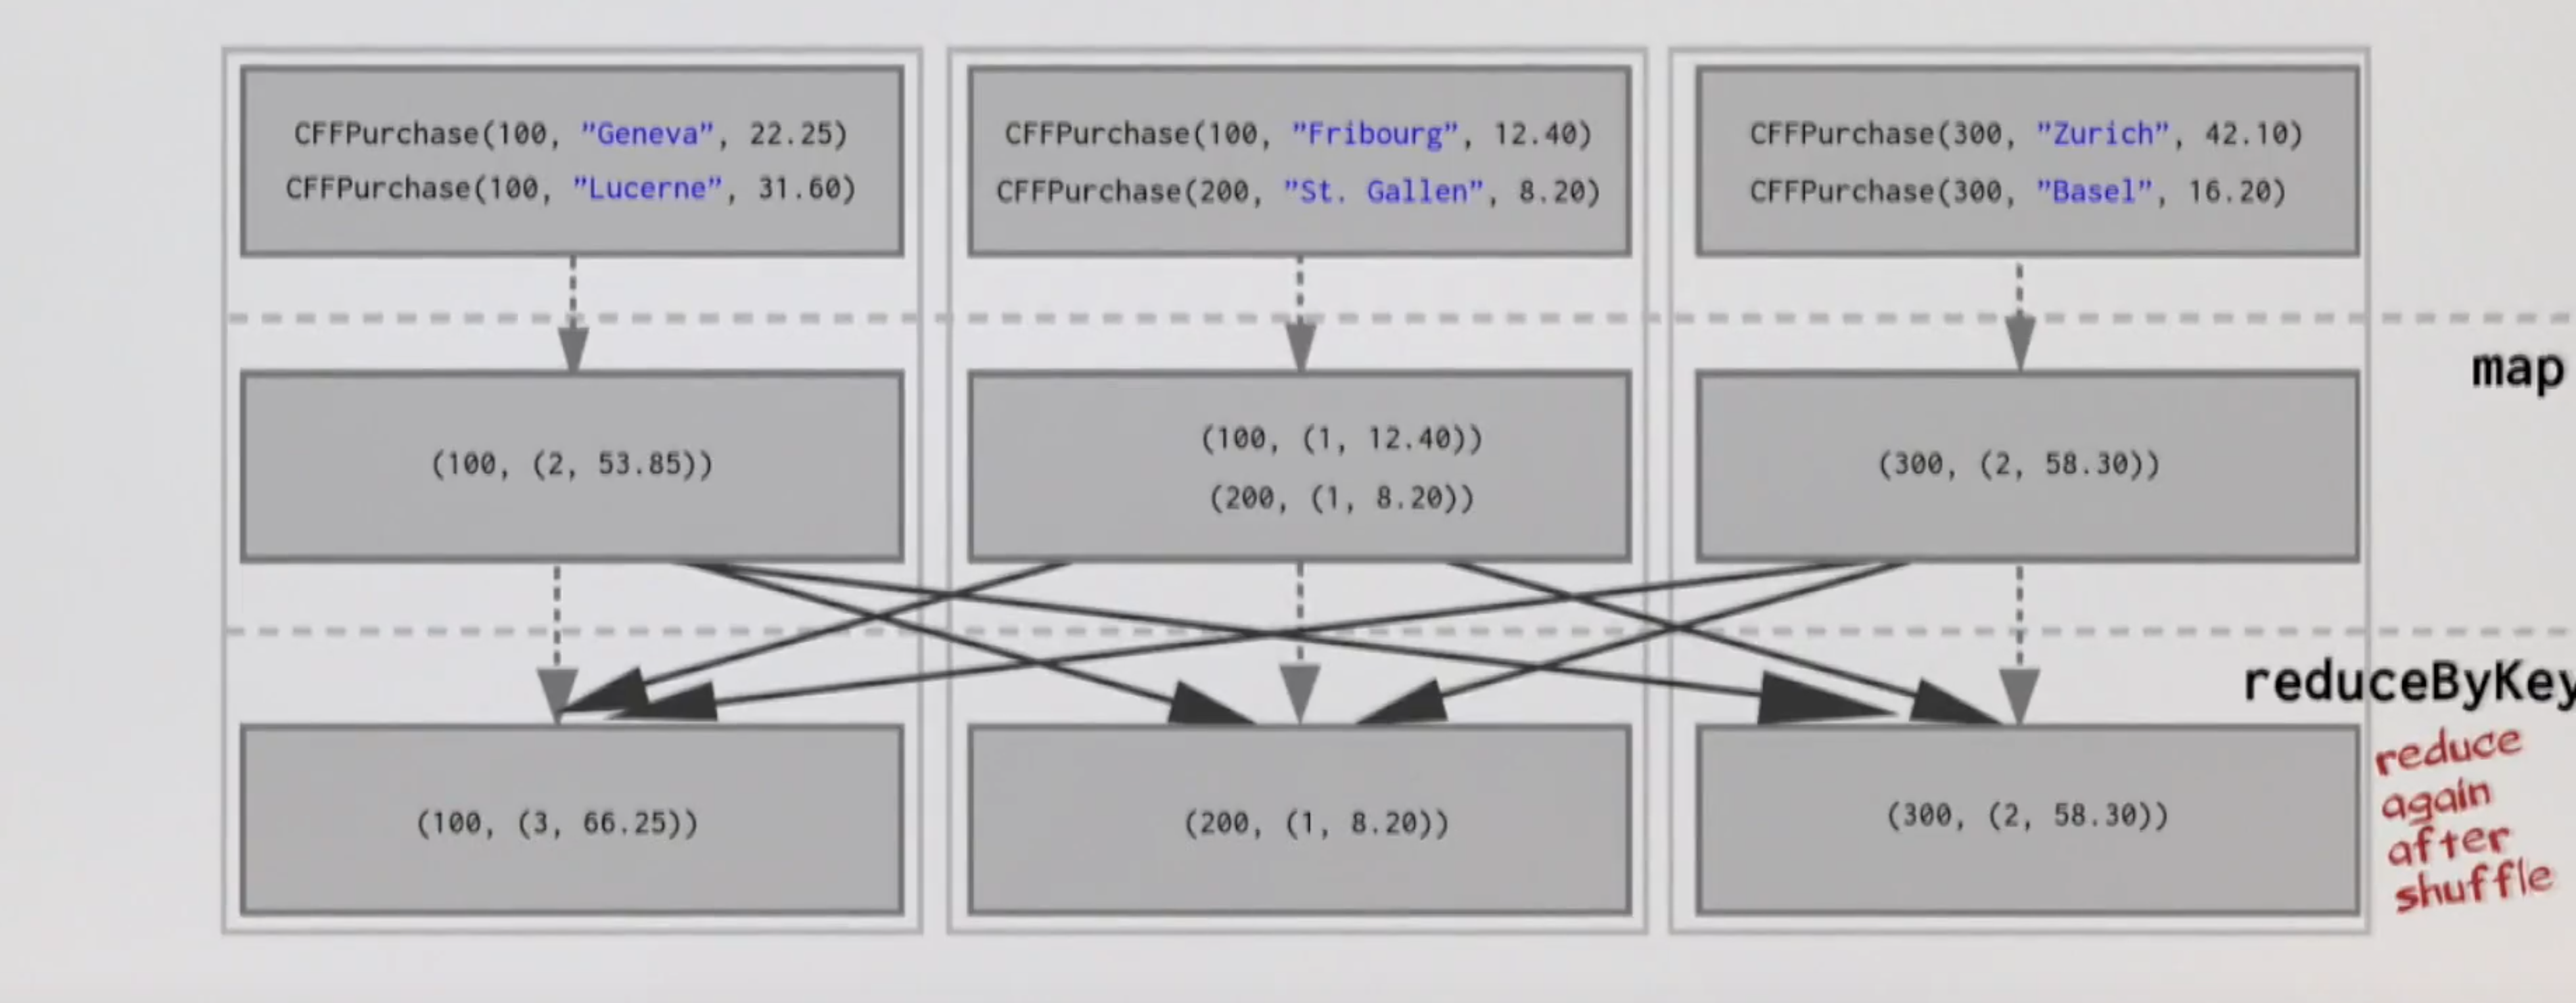 CFFPurchase(100, ”Geneva”, 22.25)
CFFPurchase(100, ”Lucerne”, 31.60)
CFFPurchase(100, ”Fribourg”, 12.40)
CFFPurchase(200, ”St. Gallen”, 8.20)
CFFPurchase(300, ”Zurich”, 42.10)
CFFPurchase(300, ”Basel”, 16.20)
map
(100, (2, 53.85))
(100, (1, 12.40))
(200, (1, 8.20))
(300, (2, 58.30))
reduceByKey
(100, (3, 66.25))
(200, (1, 8.20))
(300, (2, 58.30))
reduce
again
after
shuffle